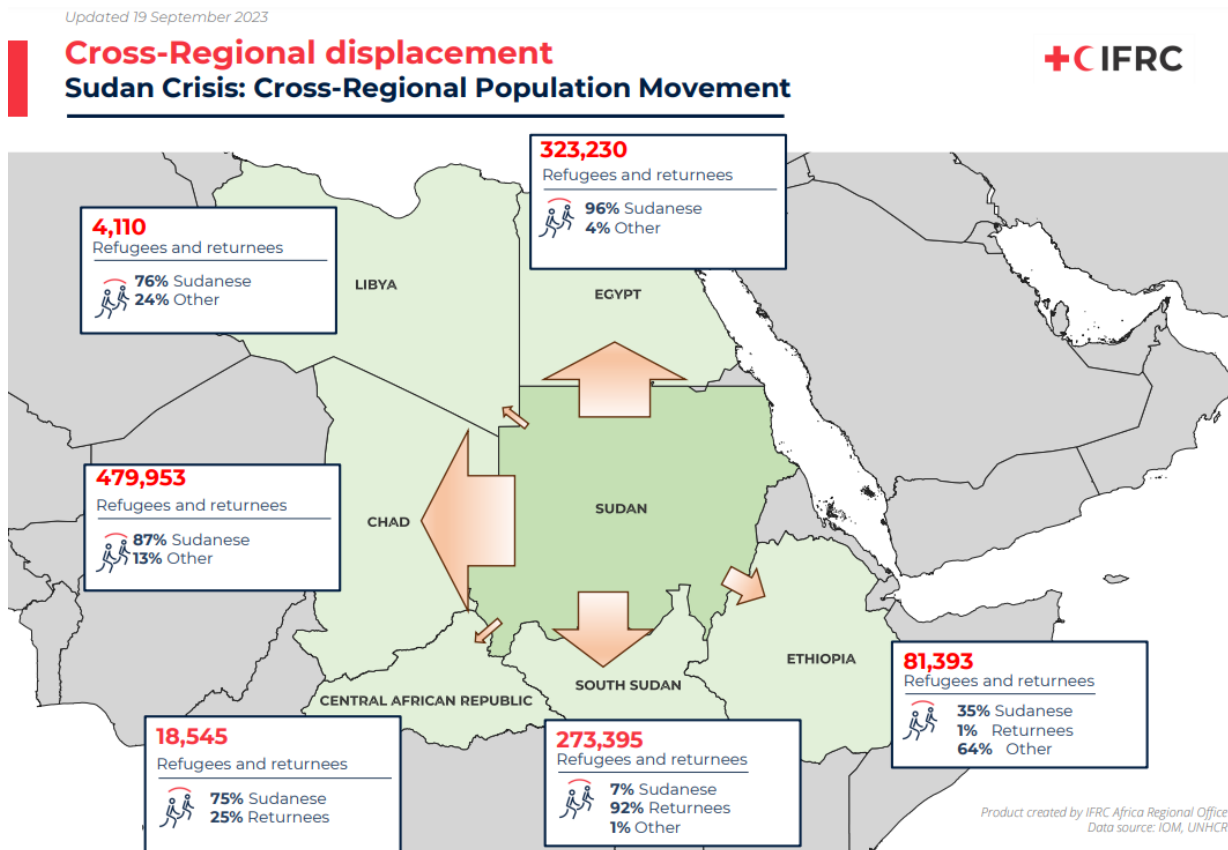 Updated 19 September 2023
Cross-Regional displacement
Sudan Crisis: Cross-Regional Population Movement
IFRC
323,230
Refugees and returnees
96% Sudanese
4% Other
4,110
Refugees and returnees
76% Sudanese
24% Other
LIBYA
EGYPT
479,953
Refugees and returnees
87% Sudanese
13% Other
CHAD
SUDAN
ETHIOPIA
SOUTH SUDAN
CENTRAL AFRICAN REPUBLIC
81,393
Refugees and returnees
35% Sudanese
1% Returnees
64% Other
18,545
Refugees and returnees
75% Sudanese
25% Returnees
273,395
Refugees and returnees
7% Sudanese
92% Returnees
1% Other
Product created by IFRC Africa Regional Office
Data source: IOM, UNHCR